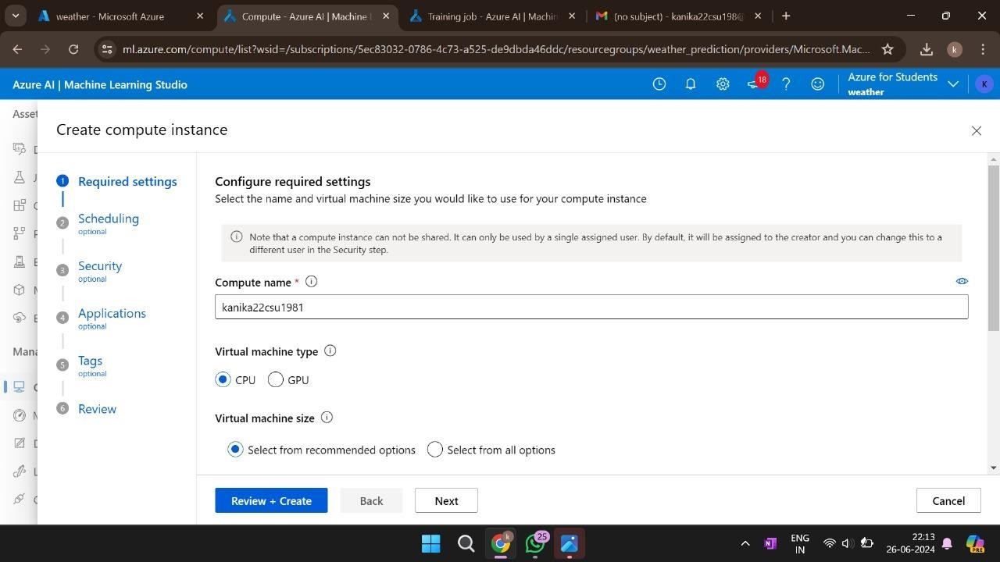 weather - Microsoft Azure
Compute - Azure AI | Machine
Training job - Azure AI | Machin
(no subject) - kanika22csu198@
ml.azure.com/compute/list?wsid=/subscriptions/5ec83032-0786-4c73-a525-de9dbda46ddc/resourcegroups/weather_prediction/providers/Microsoft.Mac...
k
Azure AI | Machine Learning Studio
18
Azure for Students
weather
K
Asset
Create compute instance
1 Required settings
2 Scheduling
optional
3 Security
optional
4 Applications
optional
5 Tags
optional
6 Review
Mana
Configure required settings
Select the name and virtual machine size you would like to use for your compute instance
Note that a compute instance can not be shared. It can only be used by a single assigned user. By default, it will be assigned to the creator and you can change this to a
different user in the Security step.
Compute name *
kanika22csu1981
Virtual machine type
CPU GPU
Virtual machine size
Select from recommended options Select from all options
Review + Create Back Next Cancel
k
25
ENG
IN
22:13
26-06-2024
PRE